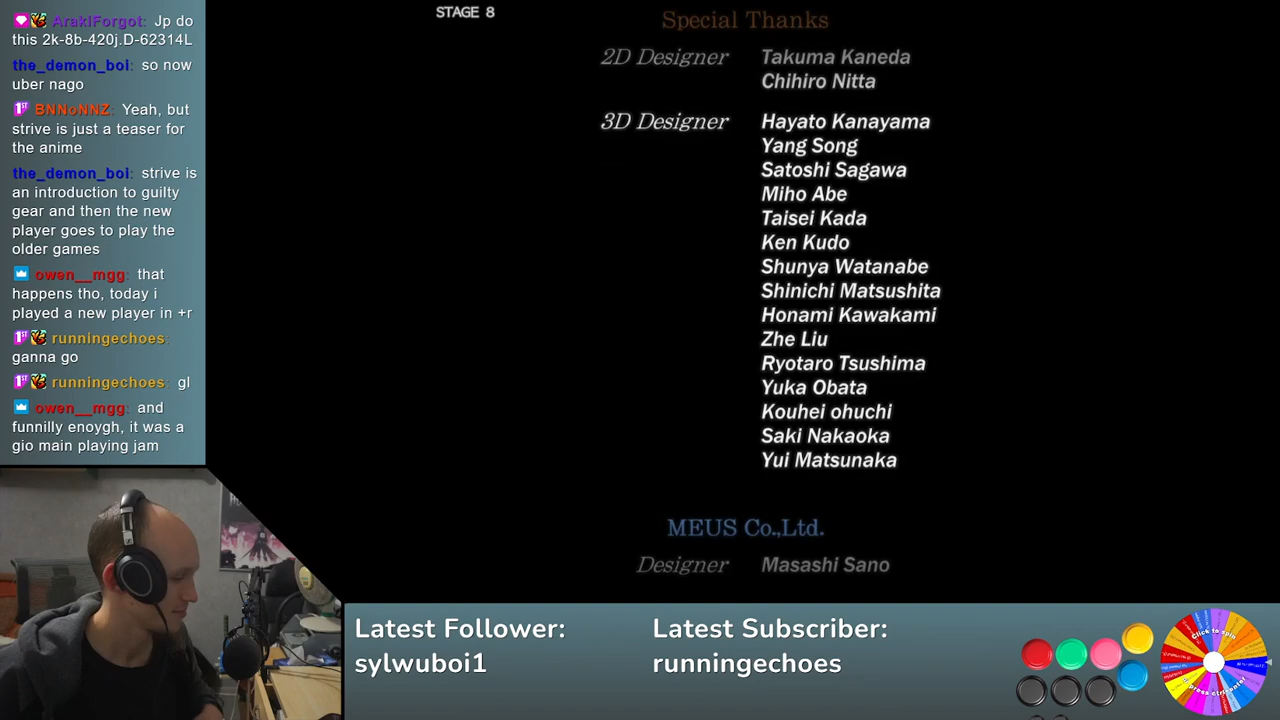 ArakiForgot: Jp do
this 2k-8b-420j.D-62314L
the_demon_boi: so now
uber nago
BNNoNNZ: Yeah, but
strive is just a teaser for
the anime
the_demon_boi: strive is
an introduction to guilty
gear and then the new
player goes to play the
older games
owen__mgg: that
happens tho, today i
played a new player in +r
runningechoes:
ganna go
runningechoes: gl
owen__mgg: and
funnilly enoygh, it was a
gio main playing jam
STAGE 8
Special Thanks
2D Designer Takuma Kaneda
Chihiro Nitta
3D Designer Hayato Kanayama
Yang Song
Satoshi Sagawa
Miho Abe
Taisei Kada
Ken Kudo
Shunya Watanabe
Shinichi Matsushita
Honami Kawakami
Zhe Liu
Ryotaro Tsushima
Yuka Obata
Kouhei ohuchi
Saki Nakaoka
Yui Matsunaka
MEUS Co.,Ltd.
Designer Masashi Sano
Latest Follower:
sylwuboi1
Latest Subscriber:
runningechoes
Click to spin